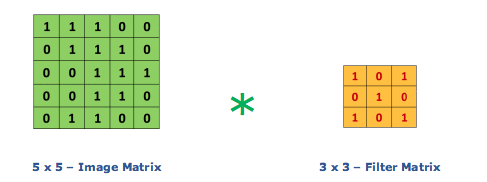 1 1 1 0 0
0 1 1 1 0
0 0 1 1 1
0 0 1 1 0
0 1 1 0 0
*
1 0 1
0 1 0
1 0 1
5 x 5 – Image Matrix
3 x 3 – Filter Matrix